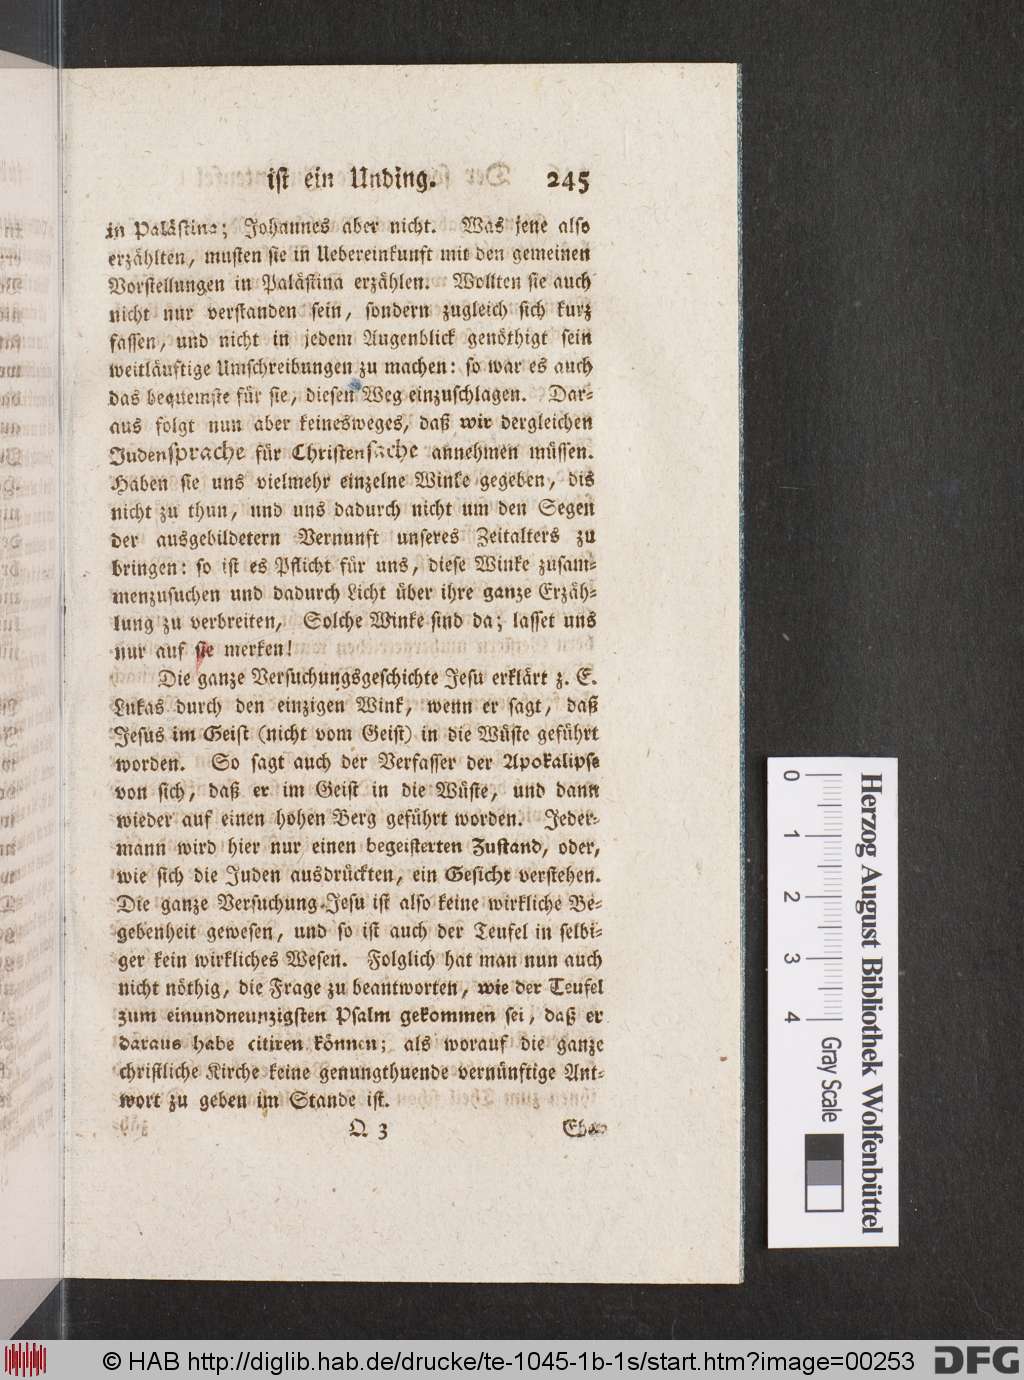 ist ein Unding. 245
in Palästina; Johannes aber nicht. Was jene also
erzählten, musten sie in Uebereinkunft mit den gemeinen
Vorstellungen in Palästina erzählen. Wollten sie auch
nicht nur verstanden sein, sondern zugleich sich kurz
fassen, und nicht in jedem Augenblick genöthigt sein
weitläuftige Umschreibungen zu machen: so war es auch
das bequemste für sie, diesen Weg einzuschlagen. Dar-
aus folgt nun aber keinesweges, daß wir dergleichen
Judensprache für Christensache annehmen müssen.
Haben sie uns vielmehr einzelne Winke gegeben, dis
nicht zu thun, und uns dadurch nicht um den Segen
der ausgebildetern Vernunft unseres Zeitalters zu
bringen: so ist es Pflicht für uns, diese Winke zusam-
menzusuchen und dadurch Licht über ihre ganze Erzäh-
lung zu verbreiten, Solche Winke sind da; lasset uns
nur auf sie merken!
Die ganze Versuchungsgeschichte Jesu erklärt z. E.
Lukas durch den einzigen Wink, wenn er sagt, daß
Jesus im Geist (nicht vom Geist) in die Wüste geführt
worden. So sagt auch der Verfasser der Apokalipse
von sich, daß er im Geist in die Wüste, und dann
wieder auf einen hohen Berg geführt worden. Jeder-
mann wird hier nur einen begeisterten Zustand, oder,
wie sich die Juden ausdrückten, ein Gesicht verstehen.
Die ganze Versuchung Jesu ist also keine wirkliche Be-
gebenheit gewesen, und so ist auch der Teufel in selbi-
ger kein wirkliches Wesen. Folglich hat man nun auch
nicht nöthig, die Frage zu beantworten, wie der Teufel
zum einundneunzigsten Psalm gekommen sei, daß er
daraus habe citiren können; als worauf die ganze
christliche Kirche keine genungthuende vernünftige Ant-
wort zu geben im Stande ist.
Q 3
Herzog August Bibliothek Wolfenbüttel
0 1 2 3 4 Gray Scale
© HAB http://diglib.hab.de/drucke/te-1045-1b-1s/start.htm?image=00253 DFG